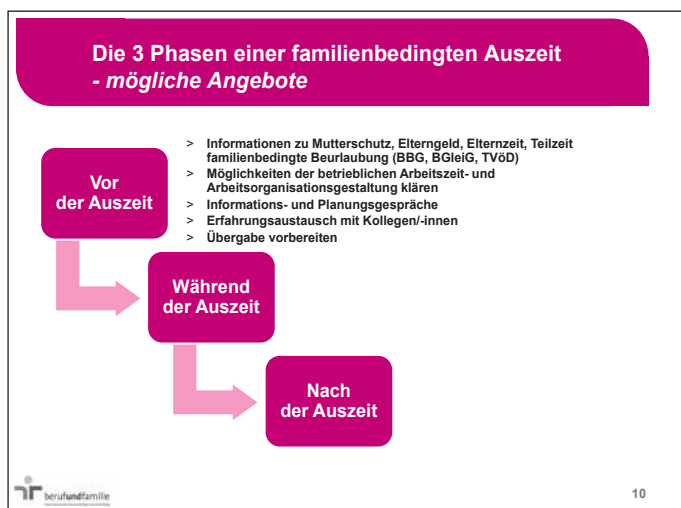 Die 3 Phasen einer familienbedingten Auszeit
- mögliche Angebote
> Informationen zu Mutterschutz, Elterngeld, Elternzeit, Teilzeit
familienbedingte Beurlaubung (BBG, BGleiG, TVöD)
> Möglichkeiten der betrieblichen Arbeitszeit- und
Arbeitsorganisationsgestaltung klären
> Informations- und Planungsgespräche
> Erfahrungsaustausch mit Kollegen/-innen
> Übergabe vorbereiten
Vor
der Auszeit
Während
der Auszeit
Nach
der Auszeit
berufundfamilie
10